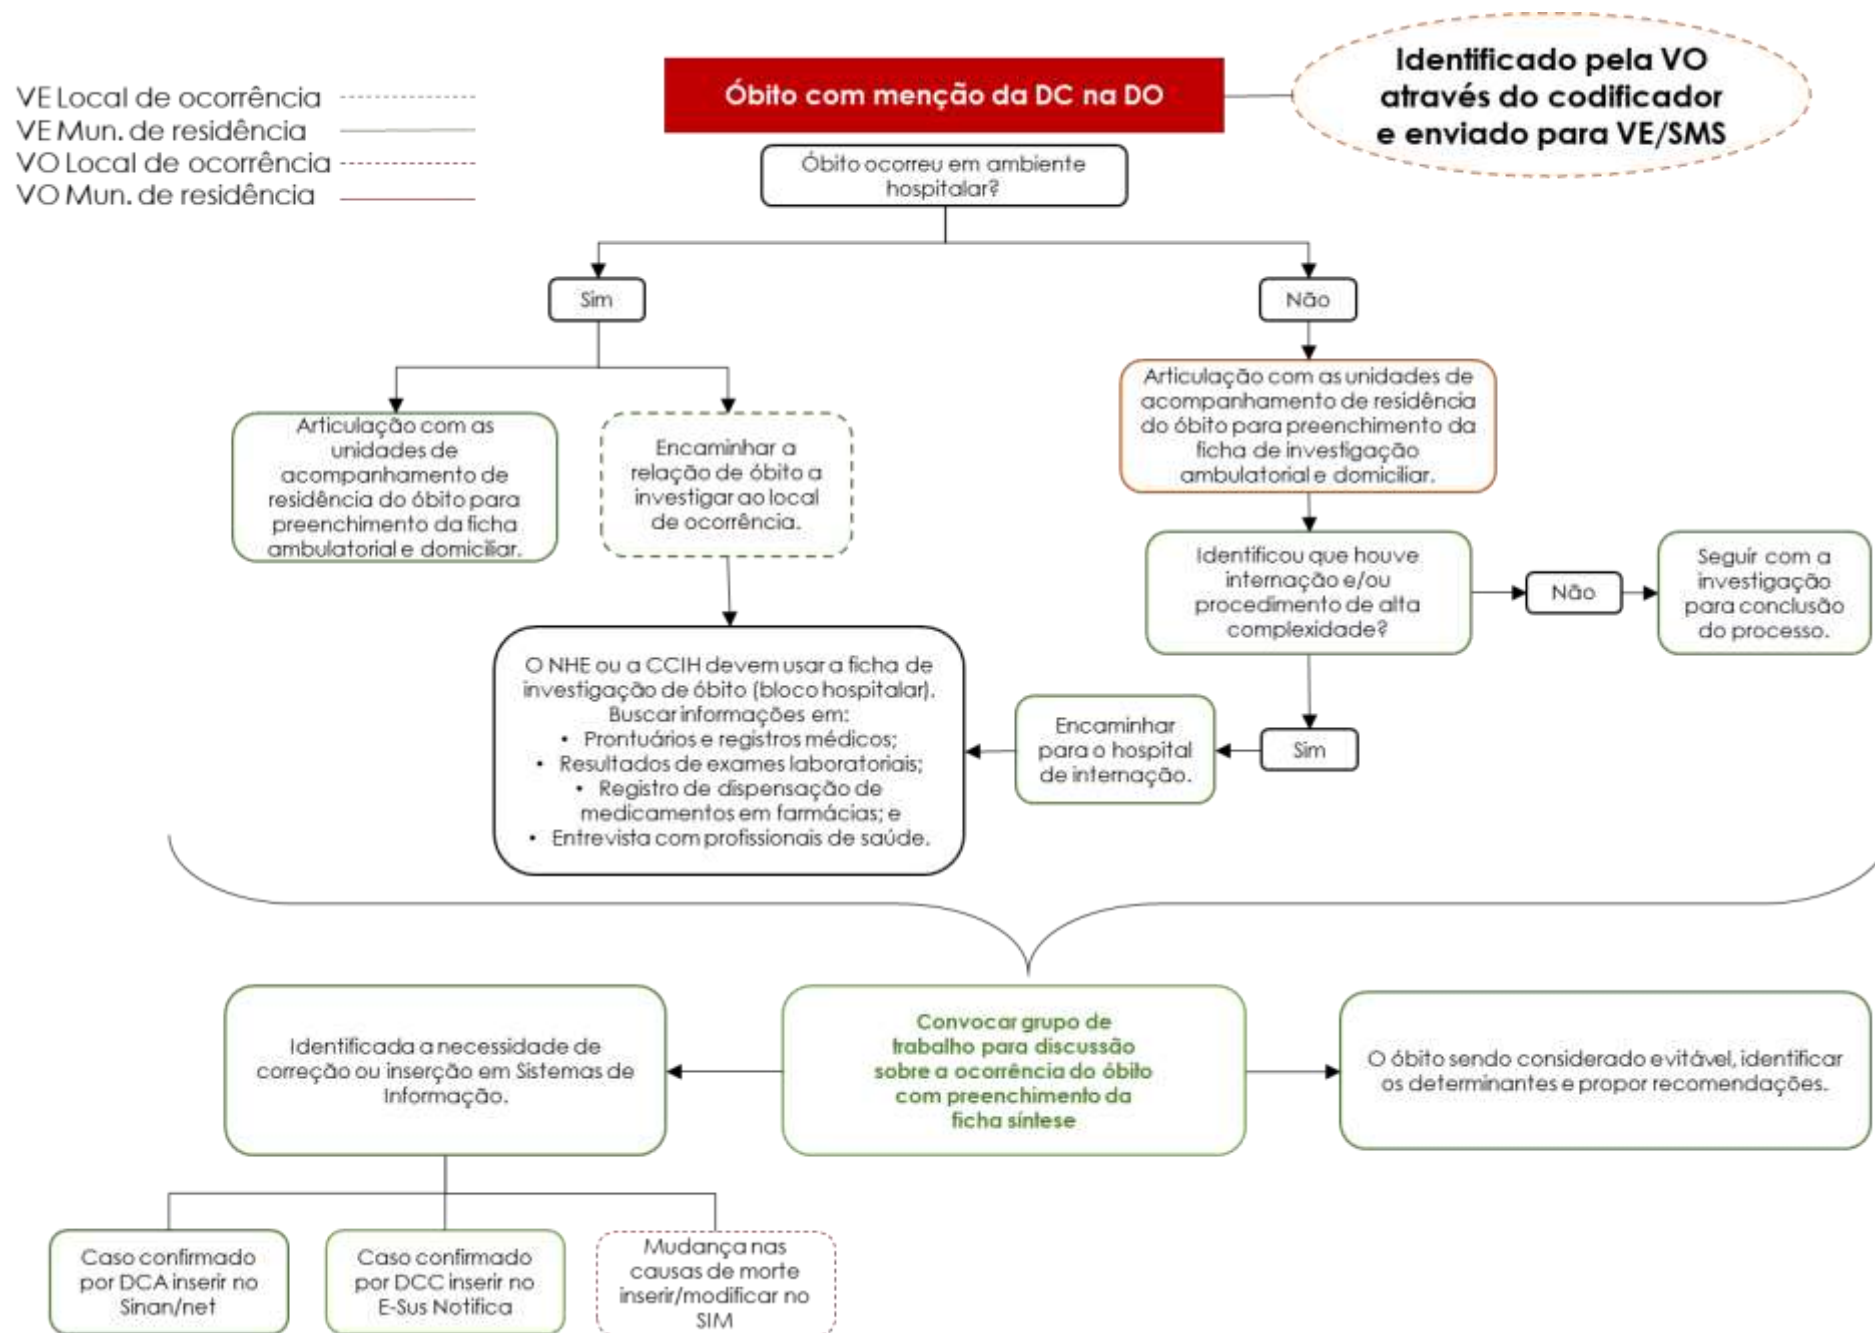 VE Local de ocorrência
VE Mun. de residência
VO Local de ocorrência
VO Mun. de residência
Óbito com menção da DC na DO
Identificado pela VO
através do codificador
e enviado para VE/SMS
Óbito ocorreu em ambiente
hospitalar?
Sim
Não
Articulação com as
unidades de
acompanhamento de
residência do óbito para
preenchimento da ficha
ambulatorial e domiciliar.
Encaminhar a
relação de óbito a
investigar ao local
de ocorrência.
Articulação com as unidades de
acompanhamento de residência
do óbito para preenchimento da
ficha de investigação
ambulatorial e domiciliar.
Identificou que houve
internação e/ou
procedimento de alta
complexidade?
Não
Seguir com a
investigação
para conclusão
do processo.
O NHE ou a CCIH devem usar a ficha de
investigação de óbito (bloco hospitalar).
Buscar informações em:
• Prontuários e registros médicos;
• Resultados de exames laboratoriais;
• Registro de dispensação de
medicamentos em farmácias; e
• Entrevista com profissionais de saúde.
Encaminhar
para o hospital
de internação.
Sim
Identificada a necessidade de
correção ou inserção em Sistemas de
Informação.
Convocar grupo de
trabalho para discussão
sobre a ocorrência do óbito
com preenchimento da
ficha síntese
O óbito sendo considerado evitável, identificar
os determinantes e propor recomendações.
Caso confirmado
por DCA inserir no
Sinan/net
Caso confirmado
por DCC inserir no
E-Sus Notifica
Mudança nas
causas de morte
inserir/modificar no
SIM